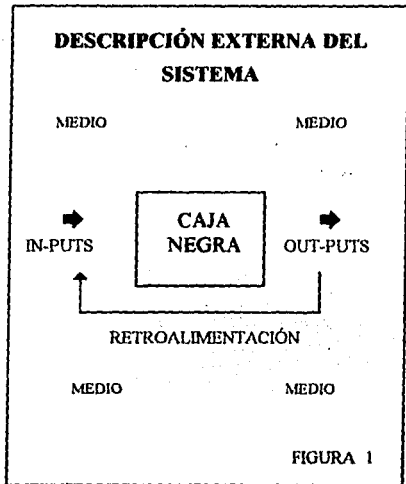 DESCRIPCIÓN EXTERNA DEL
SISTEMA
MEDIO MEDIO
CAJA
NEGRA
IN-PUTS OUT-PUTS
RETROALIMENTACIÓN
MEDIO MEDIO
FIGURA 1